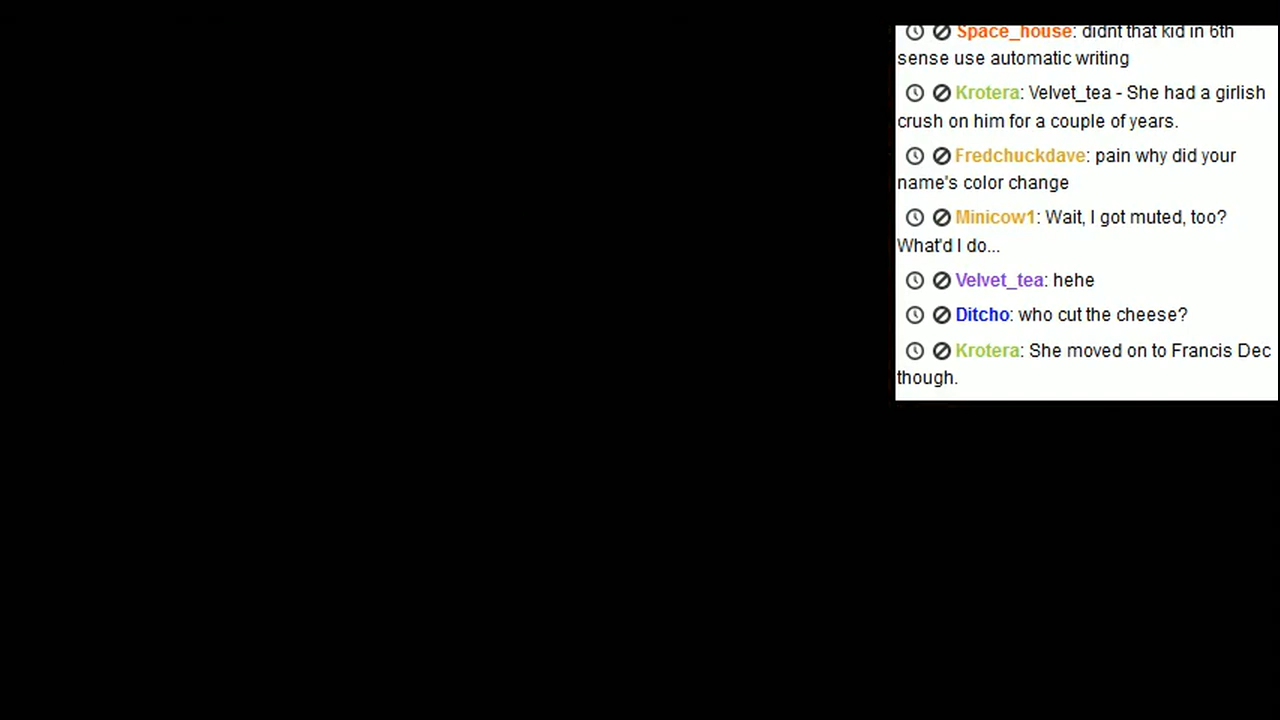 Space_house: didnt that kid in 6th
sense use automatic writing
Krotera: Velvet_tea - She had a girlish
crush on him for a couple of years.
Fredchuckdave: pain why did your
name's color change
Minicow1: Wait, I got muted, too?
What'd I do...
Velvet_tea: hehe
Ditcho: who cut the cheese?
Krotera: She moved on to Francis Dec
though.